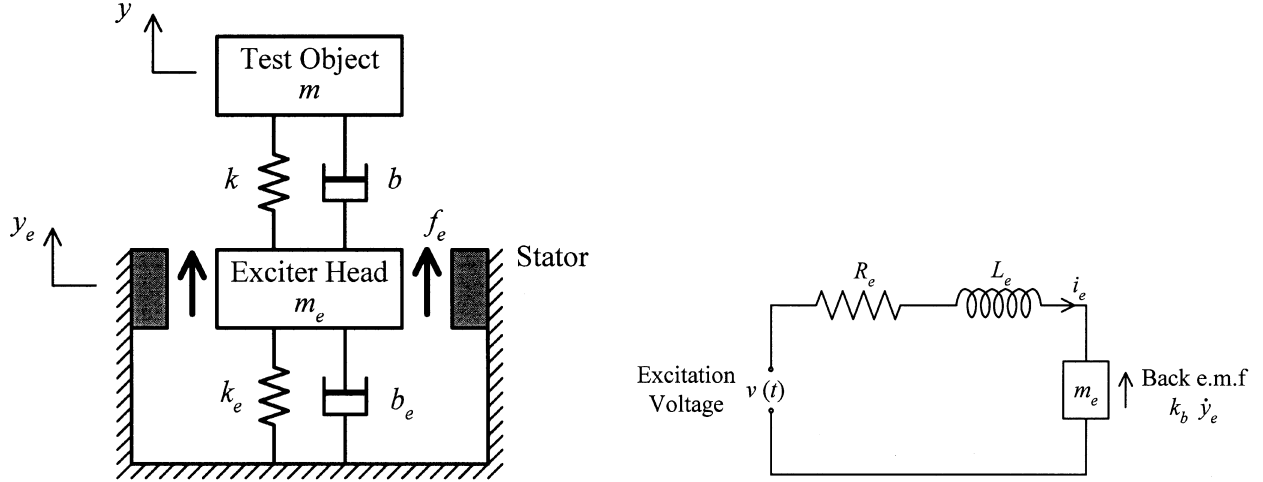 y
Test Object
m
k
b
y_e
f_e
Exciter Head
m_e
Stator
k_e
b_e
R_e
L_e
i_e
Excitation
Voltage
v (t)
m_e
Back e.m.f
k_b ẏ_e